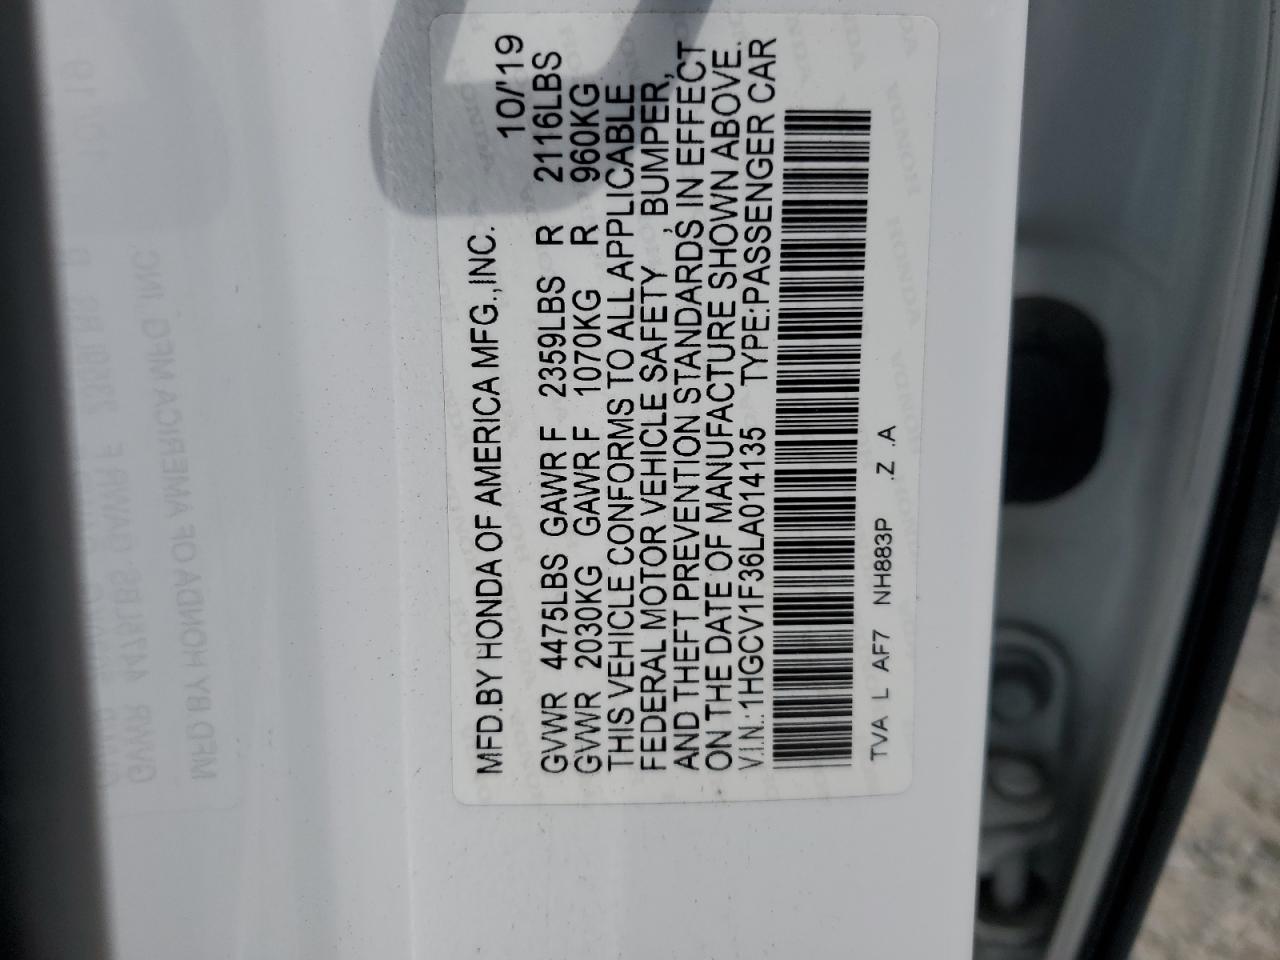 MFD.BY HONDA OF AMERICA MFG.,INC. 10/'19
GVWR 4475LBS GAWR F 2359LBS R 2116LBS
GVWR 2030KG GAWR F 1070KG R 960KG
THIS VEHICLE CONFORMS TO ALL APPLICABLE
FEDERAL MOTOR VEHICLE SAFETY , BUMPER,
AND THEFT PREVENTION STANDARDS IN EFFECT
ON THE DATE OF MANUFACTURE SHOWN ABOVE.
V.I.N.:1HGCV1F36LA014135 TYPE:PASSENGER CAR
TVA L AF7 NH883P .Z .A